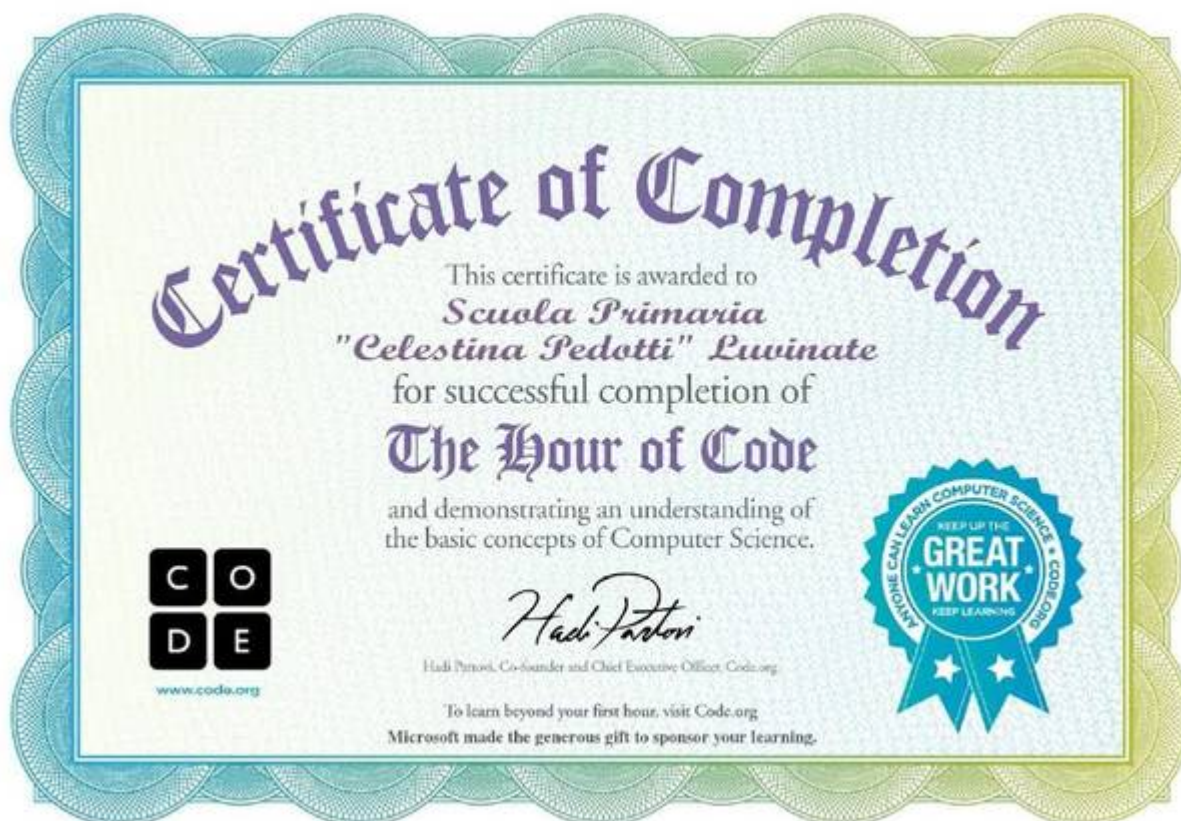 Certificate of Completion
This certificate is awarded to
Scuola Primaria
"Celestina Pedotti" Luvinate
for successful completion of
The Hour of Code
and demonstrating an understanding of
the basic concepts of Computer Science.
Hadi Partovi
Hadi Partovi, Co-founder and Chief Executive Officer, Code.org
To learn beyond your first hour, visit Code.org
Microsoft made the generous gift to sponsor your learning.
C O
D E
www.code.org
ANYONE CAN LEARN COMPUTER SCIENCE • CODE.ORG
KEEP UP THE
GREAT
WORK
KEEP LEARNING